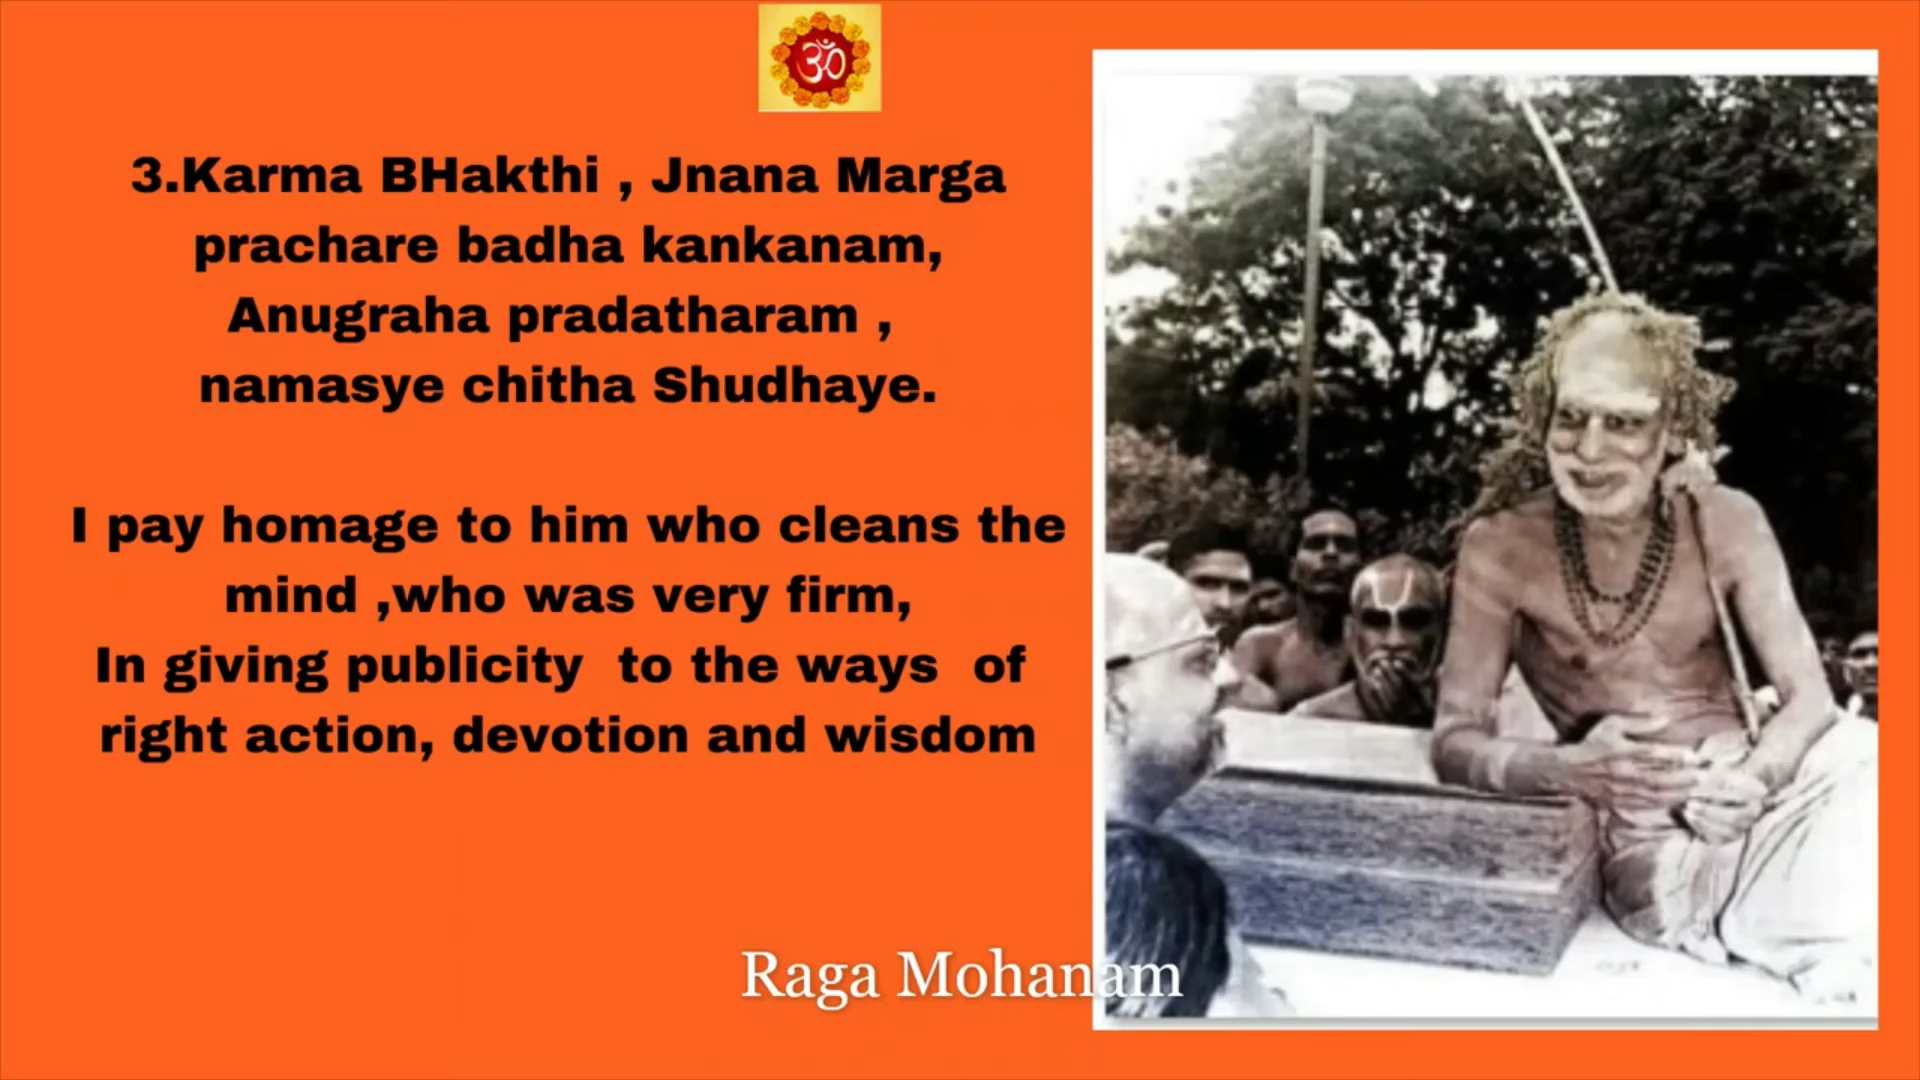 ॐ
3.Karma BHakthi , Jnana Marga
prachare badha kankanam,
Anugraha pradatharam ,
namasye chitha Shudhaye.
I pay homage to him who cleans the
mind ,who was very firm,
In giving publicity to the ways of
right action, devotion and wisdom
Raga Mohanam